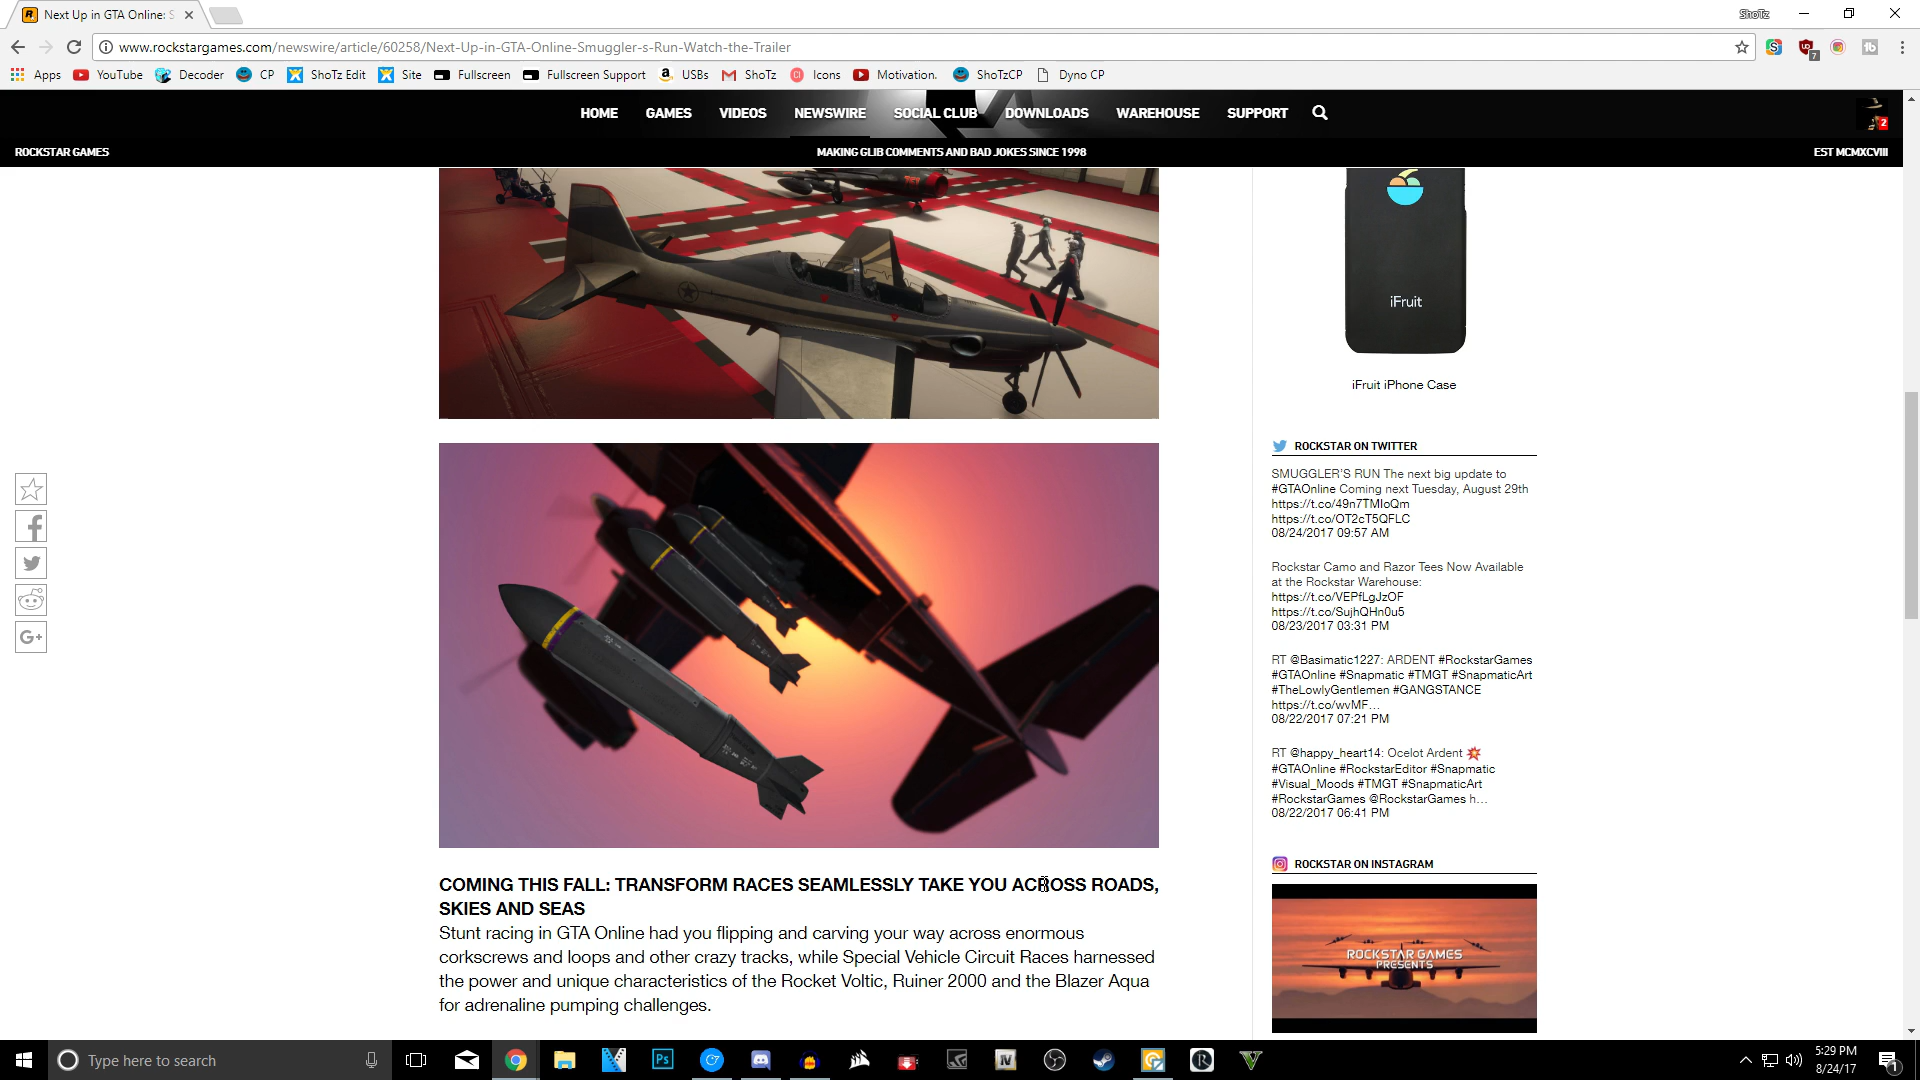 Next Up in GTA Online: S
ShoTz
www.rockstargames.com/newswire/article/60258/Next-Up-in-GTA-Online-Smuggler-s-Run-Watch-the-Trailer
7
Apps YouTube Decoder CP ShoTz Edit Site Fullscreen Fullscreen Support USBs ShoTz Icons Motivation. ShoTzCP Dyno CP
HOME GAMES VIDEOS NEWSWIRE SOCIAL CLUB DOWNLOADS WAREHOUSE SUPPORT
2
ROCKSTAR GAMES MAKING GLIB COMMENTS AND BAD JOKES SINCE 1998 EST MCMXCVIII
iFruit
iFruit iPhone Case
ROCKSTAR ON TWITTER
SMUGGLER'S RUN The next big update to
#GTAOnline Coming next Tuesday, August 29th
https://t.co/49n7TMIoQm
https://t.co/OT2cT5QFLC
08/24/2017 09:57 AM
Rockstar Camo and Razor Tees Now Available
at the Rockstar Warehouse:
https://t.co/VEPfLgJzOF
https://t.co/SujhQHn0u5
08/23/2017 03:31 PM
RT @Basimatic1227: ARDENT #RockstarGames
#GTAOnline #Snapmatic #TMGT #SnapmaticArt
#TheLowlyGentlemen #GANGSTANCE
https://t.co/wvMF…
08/22/2017 07:21 PM
RT @happy_heart14: Ocelot Ardent 💥
#GTAOnline #RockstarEditor #Snapmatic
#Visual_Moods #TMGT #SnapmaticArt
#RockstarGames @RockstarGames h…
08/22/2017 06:41 PM
ROCKSTAR ON INSTAGRAM
ROCKSTAR GAMES
PRESENTS
G+
COMING THIS FALL: TRANSFORM RACES SEAMLESSLY TAKE YOU ACROSS ROADS,
SKIES AND SEAS
Stunt racing in GTA Online had you flipping and carving your way across enormous
corkscrews and loops and other crazy tracks, while Special Vehicle Circuit Races harnessed
the power and unique characteristics of the Rocket Voltic, Ruiner 2000 and the Blazer Aqua
for adrenaline pumping challenges.
Type here to search
Ps
IV
R
V
5:29 PM
8/24/17
1